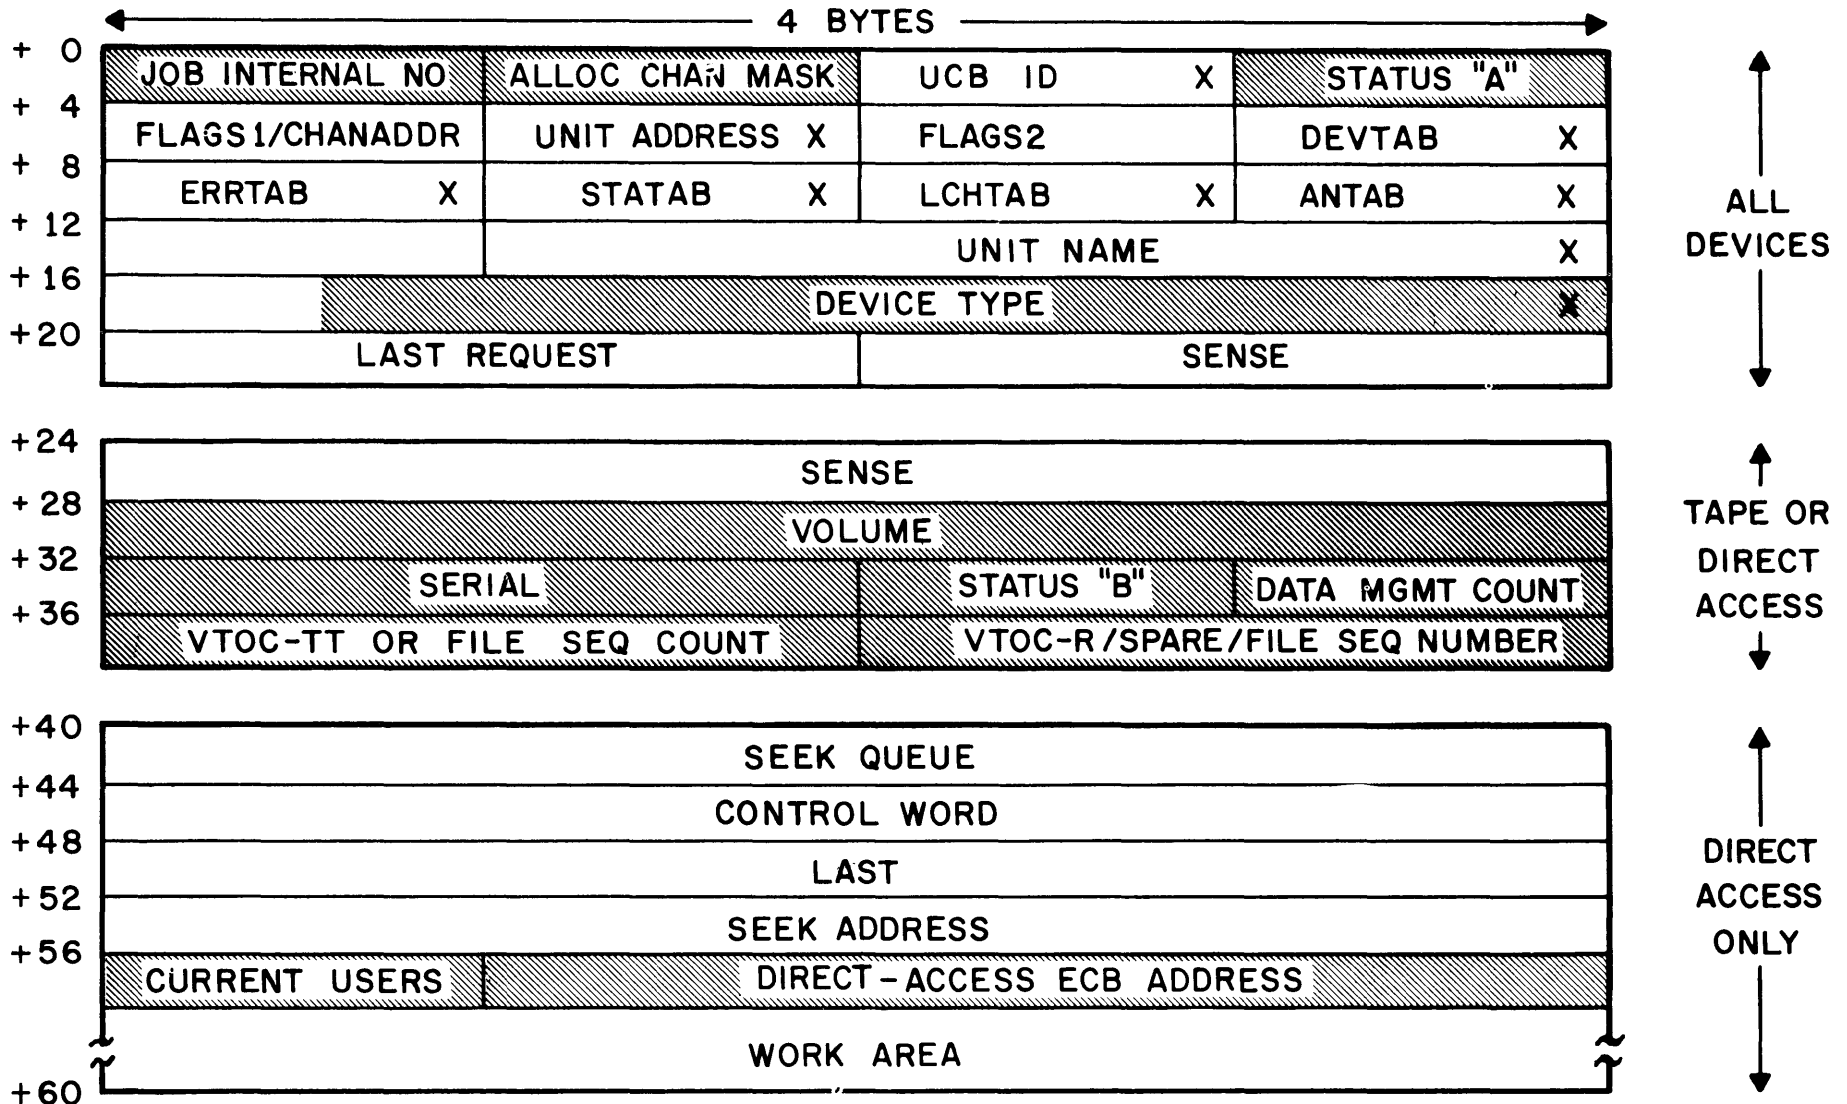 4 BYTES
+ 0
JOB INTERNAL NO ALLOC CHAN MASK UCB ID X STATUS "A"
+ 4
FLAGS1/CHANADDR UNIT ADDRESS X FLAGS2 DEVTAB X
+ 8
ERRTAB X STATAB X LCHTAB X ANTAB X
+ 12
UNIT NAME X
+ 16
DEVICE TYPE X
+20
LAST REQUEST SENSE
ALL
DEVICES
+24
SENSE
+28
VOLUME
+32
SERIAL STATUS "B" DATA MGMT COUNT
+36
VTOC-TT OR FILE SEQ COUNT VTOC-R/SPARE/FILE SEQ NUMBER
TAPE OR
DIRECT
ACCESS
+40
SEEK QUEUE
+44
CONTROL WORD
+48
LAST
+52
SEEK ADDRESS
+56
CURRENT USERS DIRECT-ACCESS ECB ADDRESS
WORK AREA
+60
DIRECT
ACCESS
ONLY